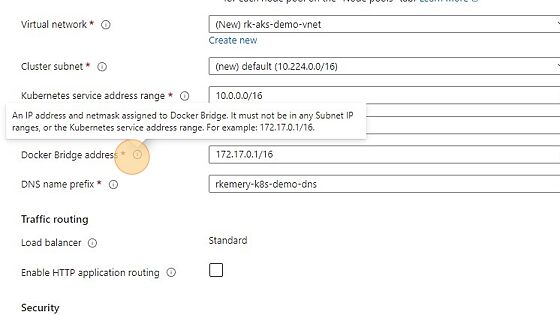 for each node pool on the "Node pools" tab. Learn more
Virtual network *
(New) rk-aks-demo-vnet
Create new
Cluster subnet *
(new) default (10.224.0.0/16)
Kubernetes service address range *
10.0.0.0/16
An IP address and netmask assigned to Docker Bridge. It must not be in any Subnet IP
ranges, or the Kubernetes service address range. For example: 172.17.0.1/16.
Docker Bridge address *
172.17.0.1/16
DNS name prefix *
rkemery-k8s-demo-dns
Traffic routing
Load balancer
Standard
Enable HTTP application routing
Security